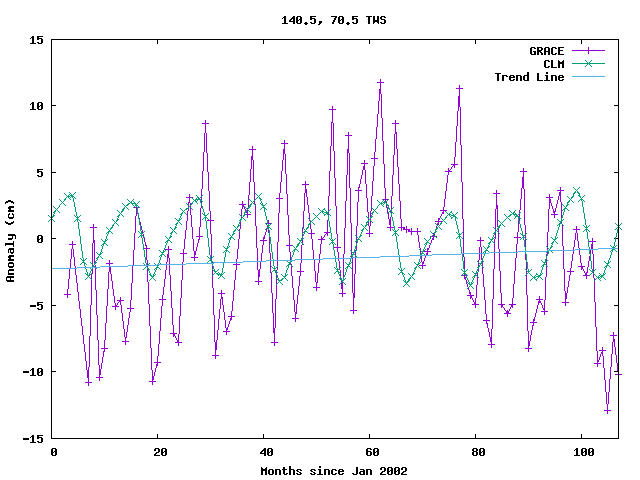 140.5, 70.5 TWS
GRACE
CLM
Trend Line
15
10
5
0
-5
-10
-15
Anomaly (cm)
0 20 40 60 80 100
Months since Jan 2002